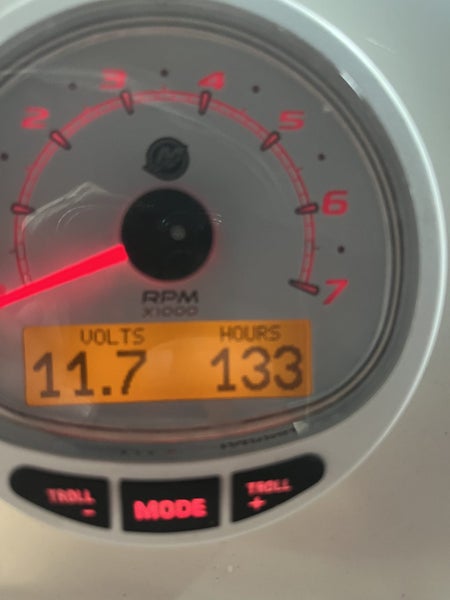 2 3 4 5
6
7
RPM
X1000
VOLTS HOURS
11.7 133
TROLL MODE TROLL
- +